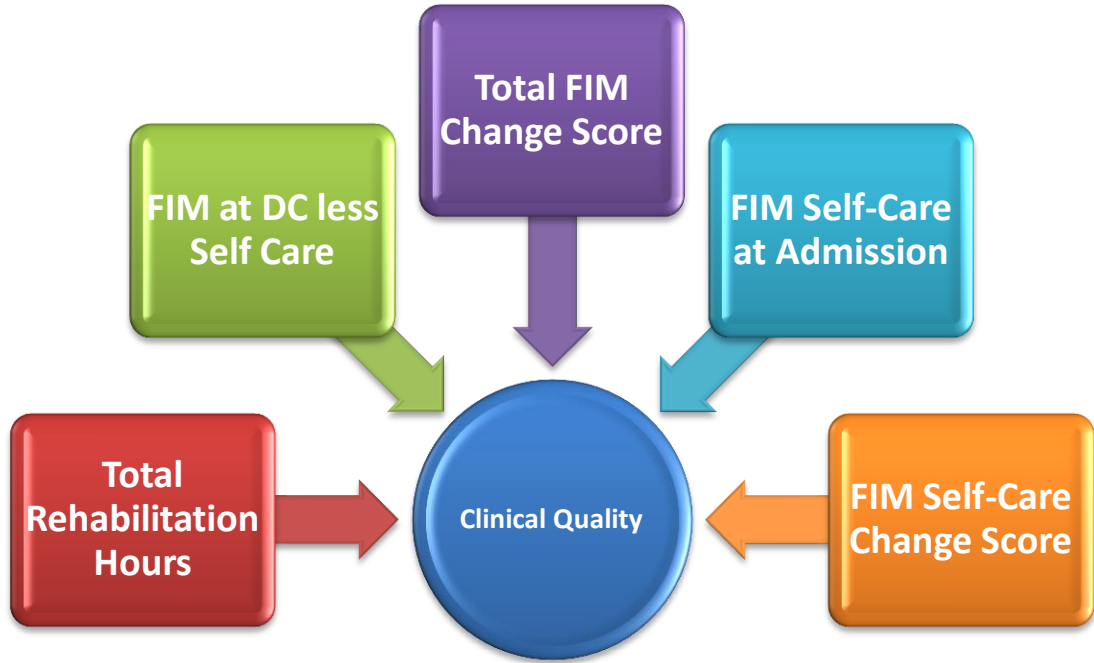 Total FIM
Change Score
FIM at DC less
Self Care
FIM Self-Care
at Admission
Total
Rehabilitation
Hours
Clinical Quality
FIM Self-Care
Change Score